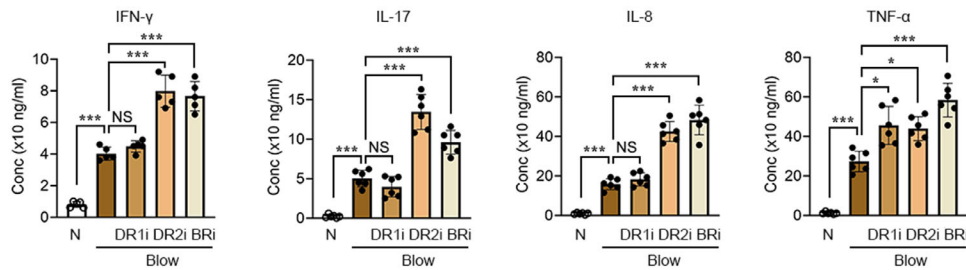 IFN-γ
Conc (x10 ng/ml)
10
8
6
4
2
0
***
***
***
NS
N
DR1i DR2i BRi
Blow
IL-17
Conc (x10 ng/ml)
20
15
10
5
0
***
***
***
NS
N
DR1i DR2i BRi
Blow
IL-8
Conc (x10 ng/ml)
80
60
40
20
0
***
***
***
NS
N
DR1i DR2i BRi
Blow
TNF-α
Conc (x10 ng/ml)
80
60
40
20
0
***
*
*
***
N
DR1i DR2i BRi
Blow